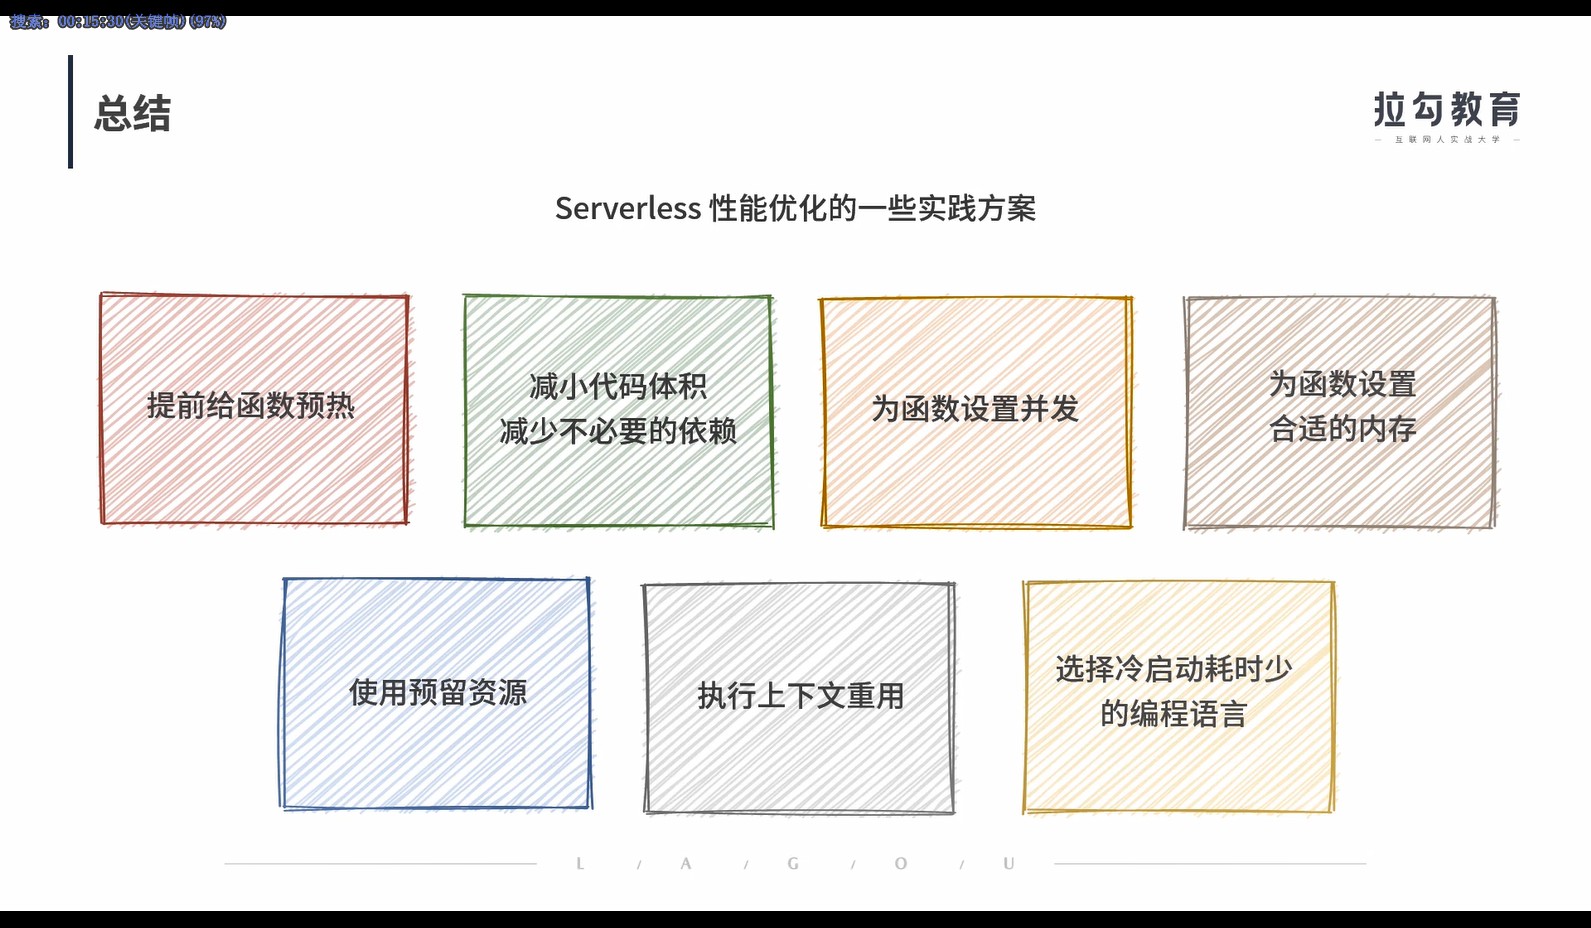 搜索: 00:15:30(关键帧)(97%)
总结
拉勾教育
互联网人实战大学
Serverless 性能优化的一些实践方案
提前给函数预热
减小代码体积
减少不必要的依赖
为函数设置并发
为函数设置
合适的内存
使用预留资源
执行上下文重用
选择冷启动耗时少
的编程语言
L / A / G / O / U